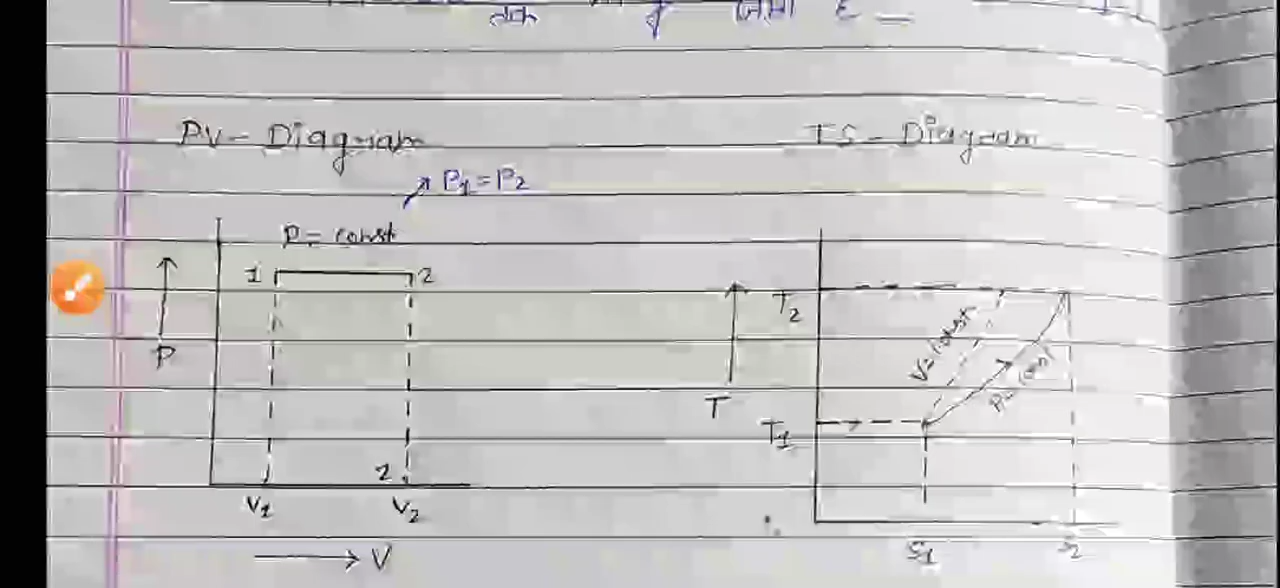 PV- Diagram
TS - Diagram
P1 = P2
P = const
1
2
P
T
T2
V = const
P = const
T1
2
V1
V2
V
S1
S2